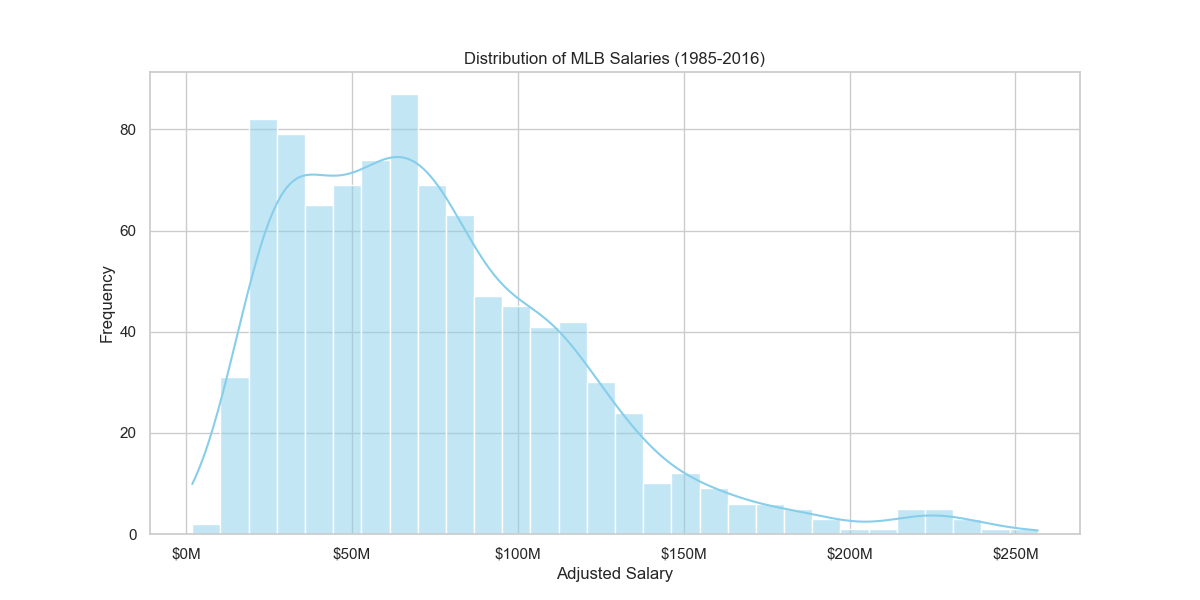 Distribution of MLB Salaries (1985-2016)
Frequency
80
60
40
20
0
$0M
$50M
$100M
$150M
$200M
$250M
Adjusted Salary